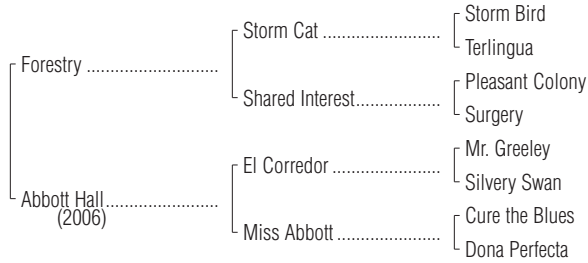 Storm Bird
Storm Cat ........................
Terlingua
Forestry ...........................
Pleasant Colony
Shared Interest.................
Surgery
Mr. Greeley
El Corredor ......................
Silvery Swan
Abbott Hall.......................
(2006)
Cure the Blues
Miss Abbott .....................
Dona Perfecta